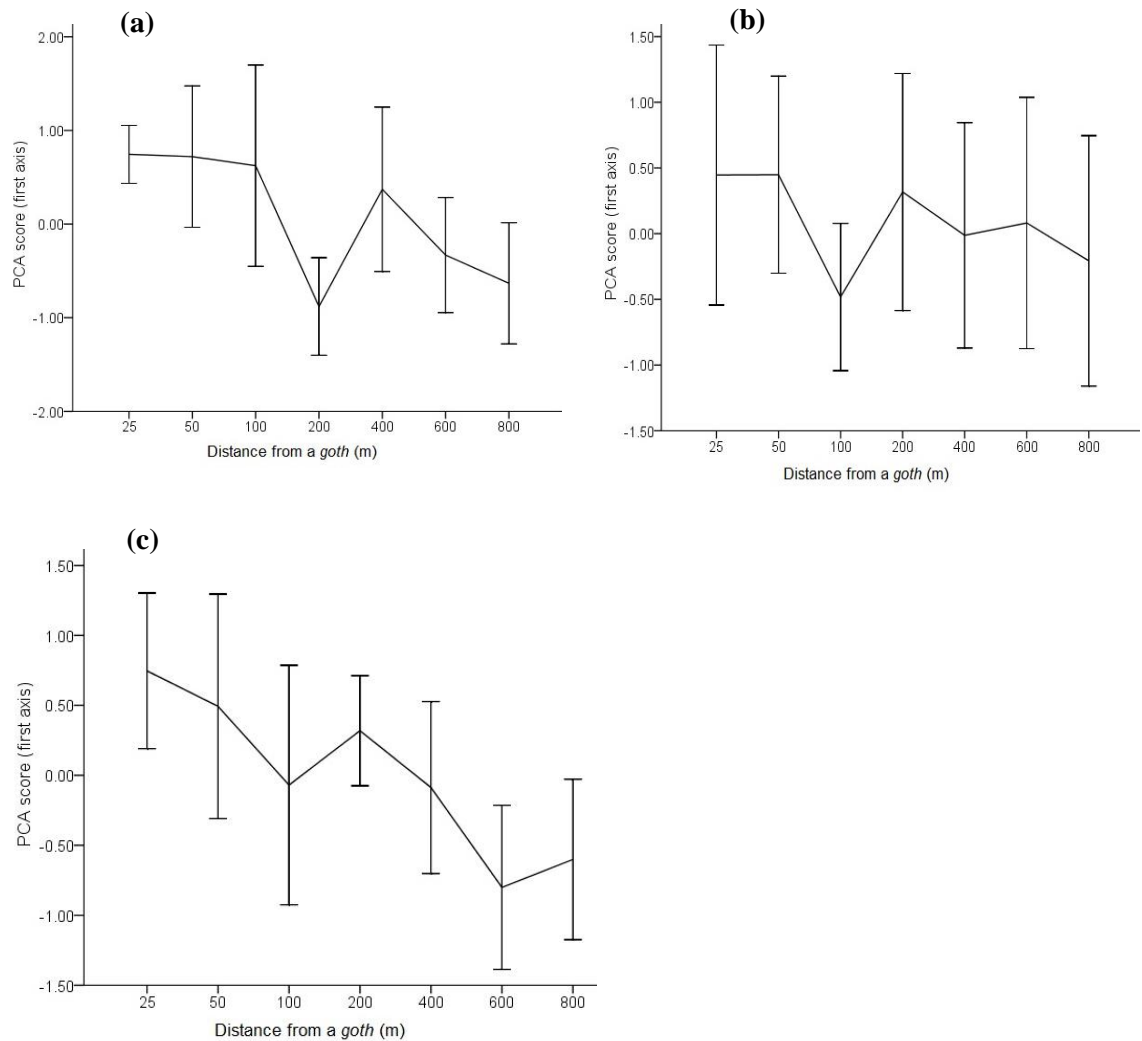 (a)
PCA score (first axis)
2.00
1.00
0.00
-1.00
-2.00
25 50 100 200 400 600 800
Distance from a goth (m)
(b)
PCA score (first axis)
1.50
1.00
0.50
0.00
-0.50
-1.00
-1.50
25 50 100 200 400 600 800
Distance from a goth (m)
(c)
PCA score (first axis)
1.50
1.00
0.50
0.00
-0.50
-1.00
-1.50
25 50 100 200 400 600 800
Distance from a goth (m)